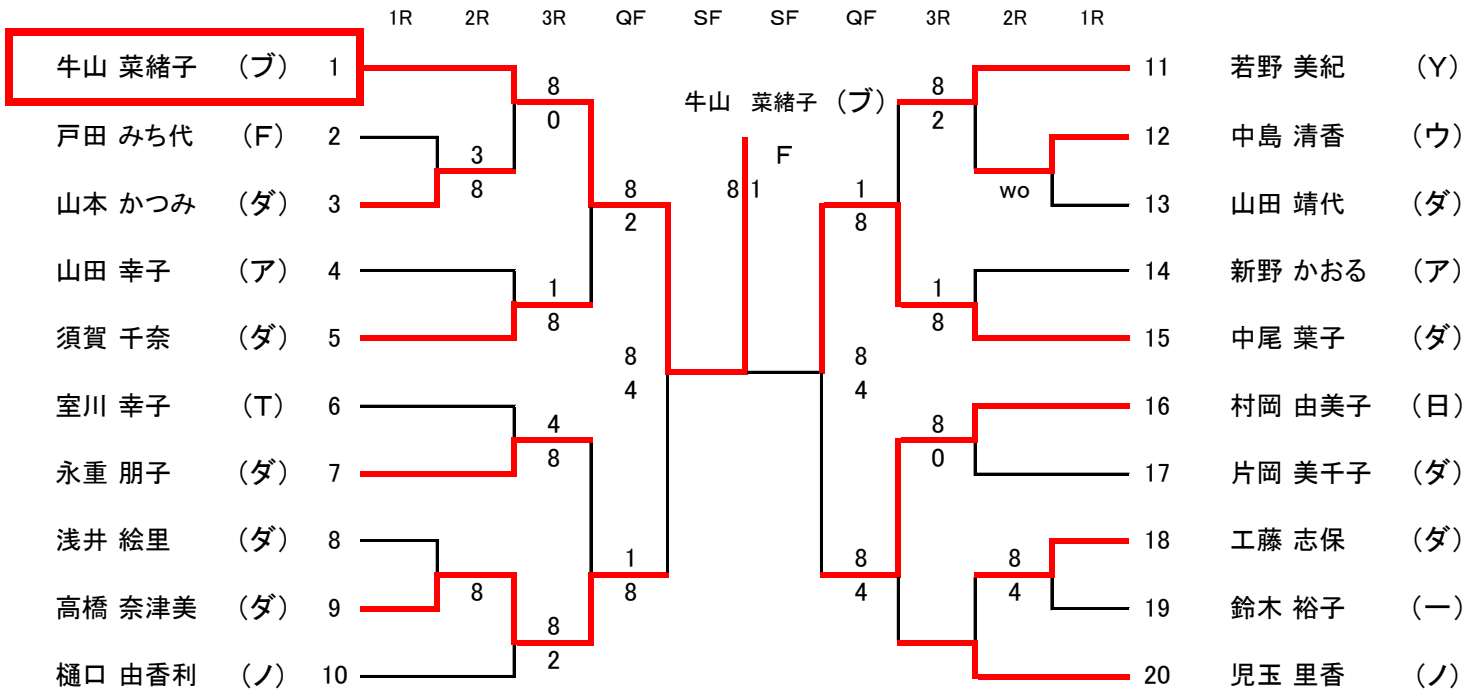 1R 2R 3R QF SF SF QF 3R 2R 1R
牛山 菜緒子 (ブ) 1 11 若野 美紀 (Y)
8 8
牛山 菜緒子 (ブ)
0 2
戸田 みち代 (F) 2 12 中島 清香 (ウ)
3 F
8 8 2 8 1 1 8 wo
山本 かつみ (ダ) 3 13 山田 靖代 (ダ)
山田 幸子 (ア) 4 14 新野 かおる (ア)
1 1
8 8
須賀 千奈 (ダ) 5 15 中尾 葉子 (ダ)
8 8
4 4
室川 幸子 (T) 6 16 村岡 由美子 (日)
4 8
8 0
永重 朋子 (ダ) 7 17 片岡 美千子 (ダ)
浅井 絵里 (ダ) 8 18 工藤 志保 (ダ)
1 8 8
8 8 4 4
高橋 奈津美 (ダ) 9 19 鈴木 裕子 (一)
8
2
樋口 由香利 (ノ) 10 20 児玉 里香 (ノ)